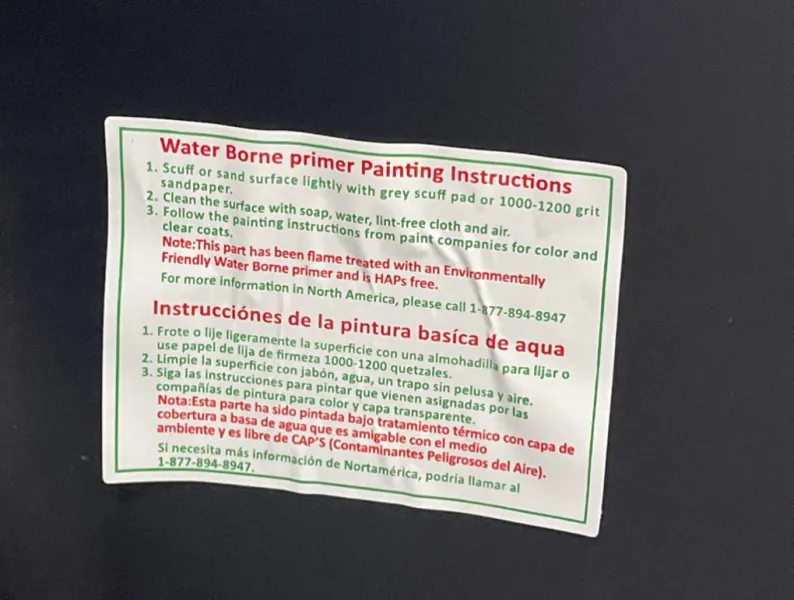 Water Borne primer Painting Instructions
1. Scuff or sand surface lightly with grey scuff pad or 1000-1200 grit
sandpaper.
2. Clean the surface with soap, water, lint-free cloth and air.
3. Follow the painting instructions from paint companies for color and
clear coats.
Note:This part has been flame treated with an Environmentally
Friendly Water Borne primer and is HAPs free.
For more information in North America, please call 1-877-894-8947
Instrucciónes de la pintura basíca de aqua
1. Frote o lije ligeramente la superficie con una almohadilla para lijar o
use papel de lija de firmeza 1000-1200 quetzales.
2. Limpie la superficie con jabón, agua, un trapo sin pelusa y aire.
3. Siga las instrucciones para pintar que vienen asignadas por las
compañías de pintura para color y capa transparente.
Nota:Esta parte ha sido pintada bajo tratamiento térmico con capa de
cobertura a basa de agua que es amigable con el medio
ambiente y es libre de CAP'S (Contaminantes Peligrosos del Aire).
Si necesita más información de Nortamérica, podría llamar al
1-877-894-8947.